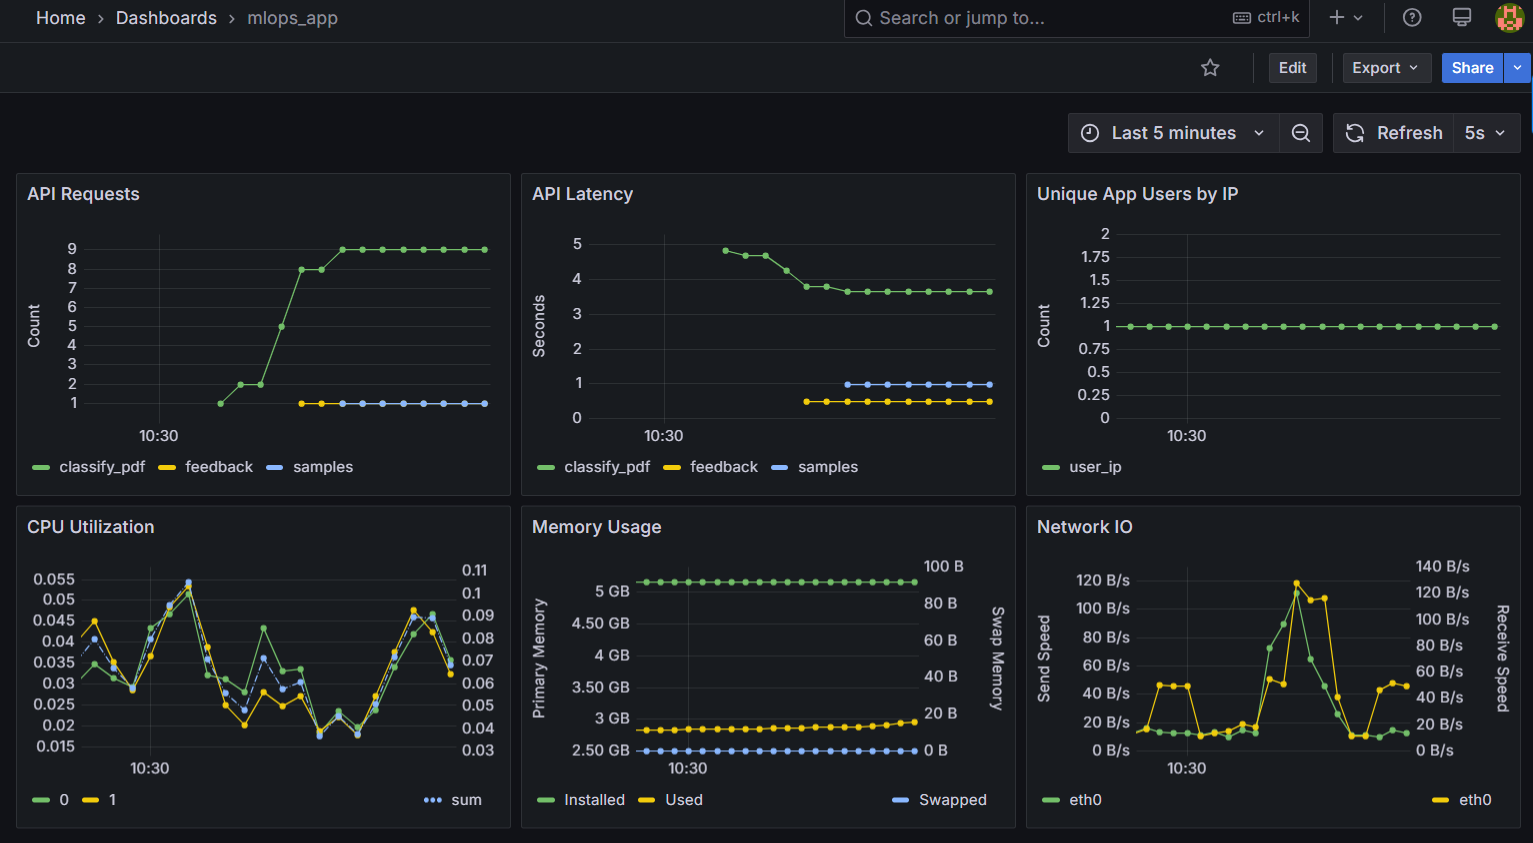 Home › Dashboards › mlops_app
Search or jump to... ctrl+k
Edit Export Share
Last 5 minutes Refresh 5s
API Requests
Count
9
8
7
6
5
4
3
2
1
10:30
classify_pdf feedback samples
API Latency
Seconds
5
4
3
2
1
0
10:30
classify_pdf feedback samples
Unique App Users by IP
Count
2
1.75
1.5
1.25
1
0.75
0.5
0.25
0
10:30
user_ip
CPU Utilization
0.055
0.05
0.045
0.04
0.035
0.03
0.025
0.02
0.015
0.11
0.1
0.09
0.08
0.07
0.06
0.05
0.04
0.03
10:30
0 1 sum
Memory Usage
Primary Memory
5 GB
4.50 GB
4 GB
3.50 GB
3 GB
2.50 GB
100 B
80 B
60 B
40 B
20 B
0 B
Swap Memory
10:30
Installed Used Swapped
Network IO
Send Speed
120 B/s
100 B/s
80 B/s
60 B/s
40 B/s
20 B/s
0 B/s
140 B/s
120 B/s
100 B/s
80 B/s
60 B/s
40 B/s
20 B/s
0 B/s
Receive Speed
10:30
eth0 eth0